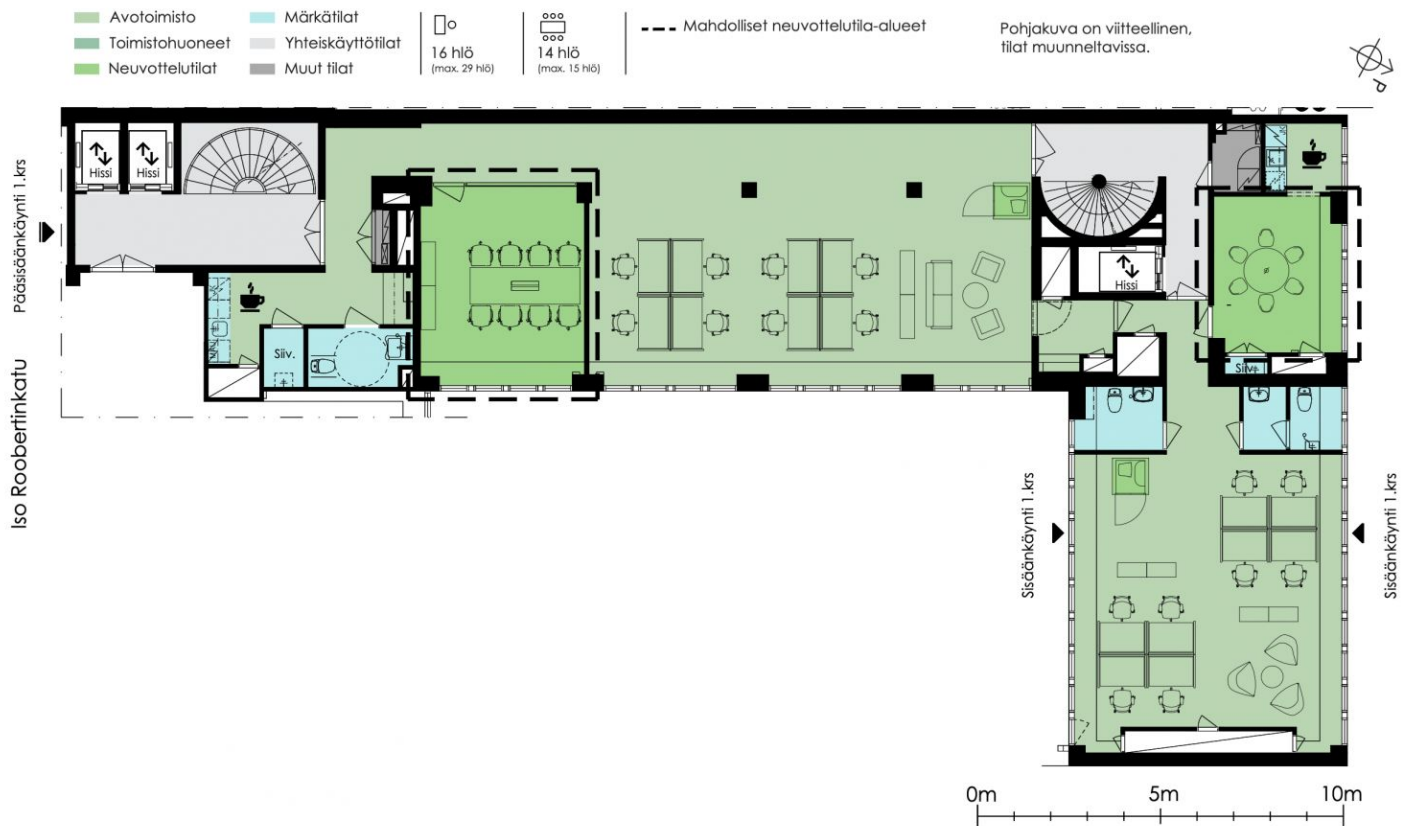 Avotoimisto
Toimistohuoneet
Neuvottelutilat
Märkätilat
Yhteiskäyttötilat
Muut tilat
16 hlö
(max. 29 hlö)
14 hlö
(max. 15 hlö)
Mahdolliset neuvottelutila-alueet
Pohjakuva on viitteellinen,
tilat muunneltavissa.
P
Pääsisäänkäynti 1.krs
Iso Roobertinkatu
Hissi
Hissi
Siiv.
Hissi
Siiv.
Sisäänkäynti 1.krs
Sisäänkäynti 1.krs
0m
5m
10m